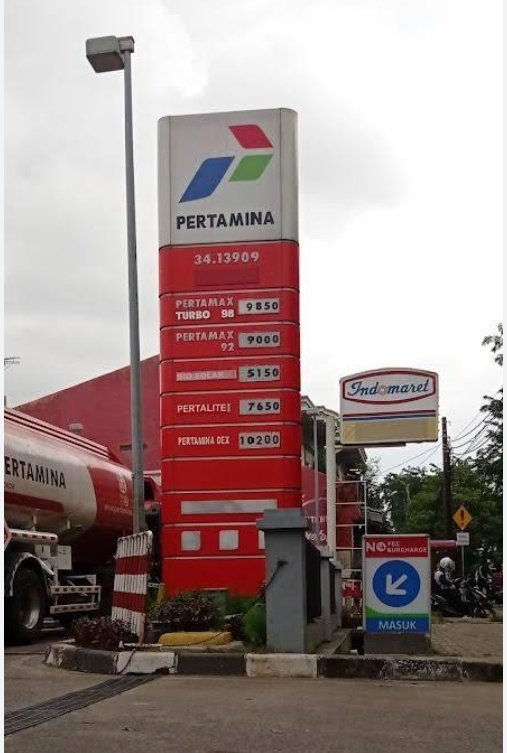 PERTAMINA
34.13909
PERTAMAX
TURBO 98 9850
PERTAMAX
92 9000
BIO SOLAR 5150
PERTALITE 7650
PERTAMINA DEX 10200
Indomaret
ERTAMINA
NO FEE
SURCHARGE
MASUK